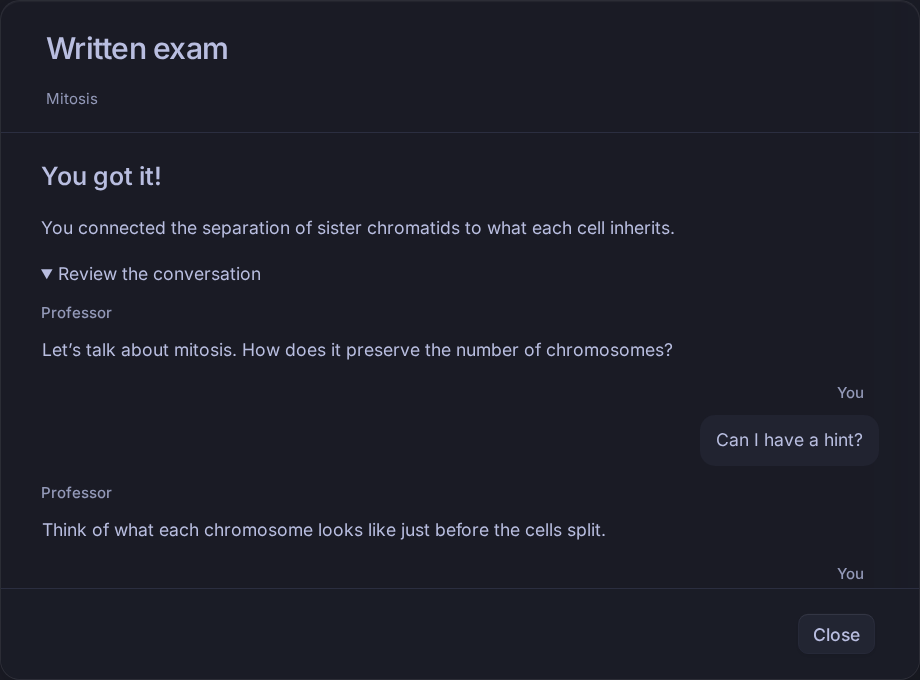 Written exam
Mitosis
You got it!
You connected the separation of sister chromatids to what each cell inherits.
▼ Review the conversation
Professor
Let’s talk about mitosis. How does it preserve the number of chromosomes?
You
Can I have a hint?
Professor
Think of what each chromosome looks like just before the cells split.
You
Close